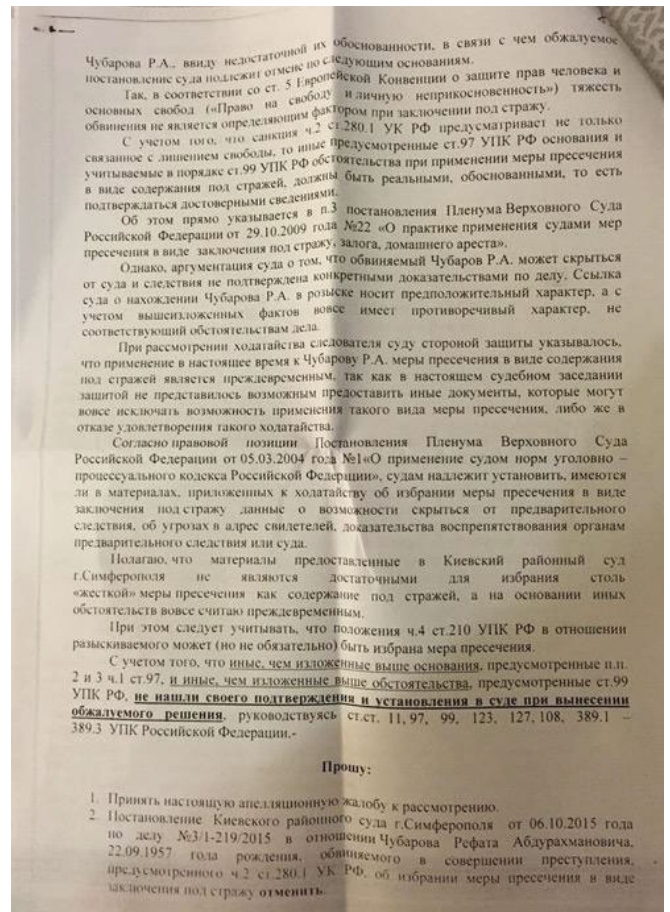 Чубарова Р.А., ввиду недостаточной их обоснованности, в связи с чем обжалуемое
постановление суда подлежит отмене по следующим основаниям.
Так, в соответствии со ст. 5 Европейской Конвенции о защите прав человека и
основных свобод («Право на свободу и личную неприкосновенность») тяжесть
обвинения не является определяющим фактором при заключении под стражу.
С учетом того, что санкция ч.2 ст.280.1 УК РФ предусматривает не только
связанное с лишением свободы, то иные предусмотренные ст.97 УПК РФ основания и
учитываемые в порядке ст.99 УПК РФ обстоятельства при применении меры пресечения
в виде содержания под стражей, должны быть реальными, обоснованными, то есть
подтверждаться достоверными сведениями.
Об этом прямо указывается в п.3 постановления Пленума Верховного Суда
Российской Федерации от 29.10.2009 года №22 «О практике применения судами мер
пресечения в виде заключения под стражу, залога, домашнего ареста».
Однако, аргументация суда о том, что обвиняемый Чубаров Р.А. может скрыться
от суда и следствия не подтверждена конкретными доказательствами по делу. Ссылка
суда о нахождении Чубарова Р.А. в розыске носит предположительный характер, а с
учетом вышеизложенных фактов вовсе имеет противоречивый характер, не
соответствующий обстоятельствам дела.
При рассмотрении ходатайства следователя суду стороной защиты указывалось,
что применение в настоящее время к Чубарову Р.А. меры пресечения в виде содержания
под стражей является преждевременным, так как в настоящем судебном заседании
защитой не представилось возможным предоставить иные документы, которые могут
вовсе исключать возможность применения такого вида меры пресечения, либо же в
отказе удовлетворения такого ходатайства.
Согласно правовой позиции Постановления Пленума Верховного Суда
Российской Федерации от 05.03.2004 года №1«О применение судом норм уголовно –
процессуального кодекса Российской Федерации», судам надлежит установить, имеются
ли в материалах, приложенных к ходатайству об избрании меры пресечения в виде
заключения под стражу данные о возможности скрыться от предварительного
следствия, об угрозах в адрес свидетелей, доказательства воспрепятствования органам
предварительного следствия или суда.
Полагаю, что материалы предоставленные в Киевский районный суд
г.Симферополя не являются достаточными для избрания столь
«жесткой» меры пресечения как содержание под стражей, а на основании иных
обстоятельств вовсе считаю преждевременным.
При этом следует учитывать, что положения ч.4 ст.210 УПК РФ в отношении
разыскиваемого может (но не обязательно) быть избрана мера пресечения.
С учетом того, что иные, чем изложенные выше основания, предусмотренные п.п.
2 и 3 ч.1 ст.97, и иные, чем изложенные выше обстоятельства, предусмотренные ст.99
УПК РФ, не нашли своего подтверждения и установления в суде при вынесении
обжалуемого решения, руководствуясь ст.ст. 11, 97, 99, 123, 127, 108, 389.1 –
389.3 УПК Российской Федерации,-
Прошу:
1. Принять настоящую апелляционную жалобу к рассмотрению.
2. Постановление Киевского районного суда г.Симферополя от 06.10.2015 года
по делу №3/1-219/2015 в отношении Чубарова Рефата Абдурахмановича,
22.09.1957 года рождения, обвиняемого в совершении преступления,
предусмотренного ч.2 ст.280.1 УК РФ, об избрании меры пресечения в виде
заключения под стражу отменить.